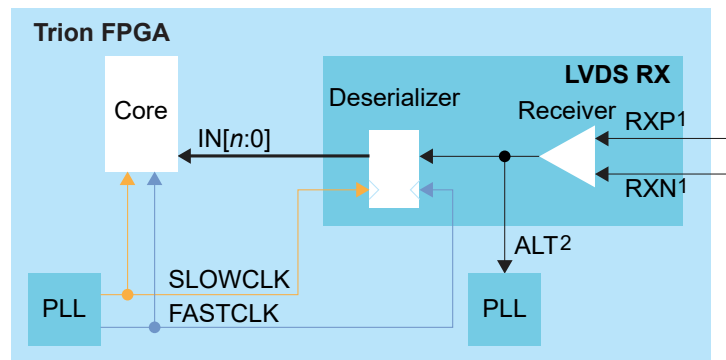 Trion FPGA
LVDS RX
Core
Deserializer
Receiver
RXP1
IN[n:0]
RXN1
ALT2
PLL
SLOWCLK
FASTCLK
PLL